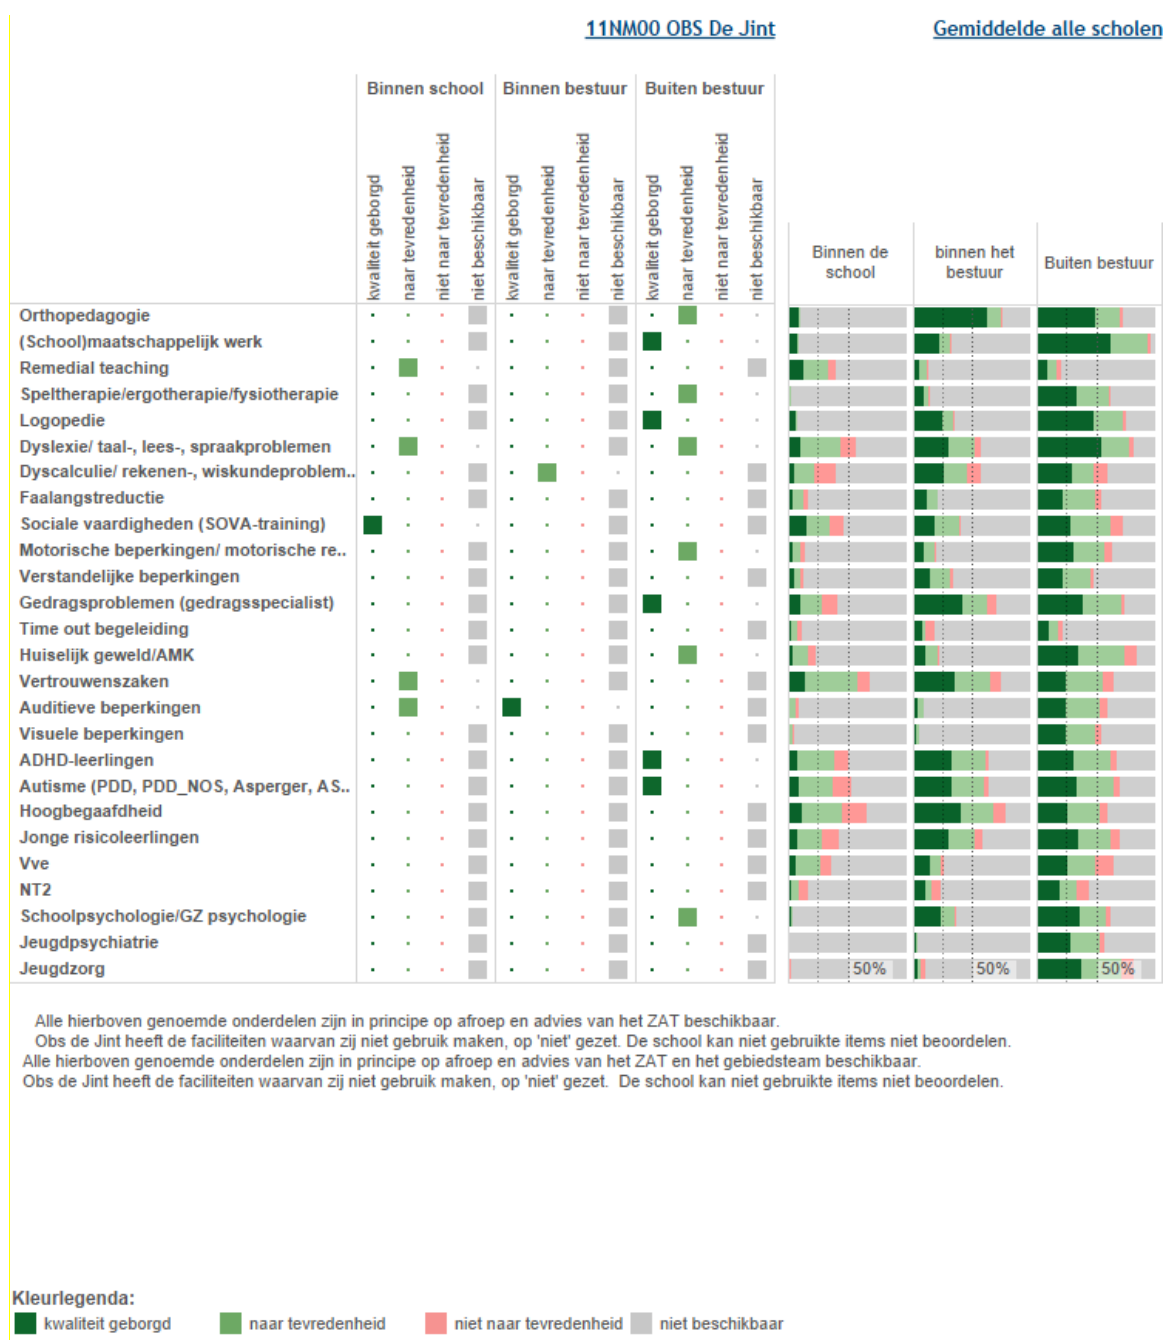 11NM00 OBS De Jint
Gemiddelde alle scholen
Binnen school
Binnen bestuur
Buiten bestuur
kwaliteit geborgd
naar tevredenheid
niet naar tevredenheid
niet beschikbaar
kwaliteit geborgd
naar tevredenheid
niet naar tevredenheid
niet beschikbaar
kwaliteit geborgd
naar tevredenheid
niet naar tevredenheid
niet beschikbaar
Binnen de
school
binnen het
bestuur
Buiten bestuur
Orthopedagogie
(School)maatschappelijk werk
Remedial teaching
Speltherapie/ergotherapie/fysiotherapie
Logopedie
Dyslexie/ taal-, lees-, spraakproblemen
Dyscalculie/ rekenen-, wiskundeproblem..
Faalangstreductie
Sociale vaardigheden (SOVA-training)
Motorische beperkingen/ motorische re..
Verstandelijke beperkingen
Gedragsproblemen (gedragsspecialist)
Time out begeleiding
Huiselijk geweld/AMK
Vertrouwenszaken
Auditieve beperkingen
Visuele beperkingen
ADHD-leerlingen
Autisme (PDD, PDD_NOS, Asperger, AS..
Hoogbegaafdheid
Jonge risicoleerlingen
Vve
NT2
Schoolpsychologie/GZ psychologie
Jeugdpsychiatrie
Jeugdzorg
50%
50%
50%
Alle hierboven genoemde onderdelen zijn in principe op afroep en advies van het ZAT beschikbaar.
Obs de Jint heeft de faciliteiten waarvan zij niet gebruik maken, op 'niet' gezet. De school kan niet gebruikte items niet beoordelen.
Alle hierboven genoemde onderdelen zijn in principe op afroep en advies van het ZAT en het gebiedsteam beschikbaar.
Obs de Jint heeft de faciliteiten waarvan zij niet gebruik maken, op 'niet' gezet. De school kan niet gebruikte items niet beoordelen.
Kleurlegenda:
kwaliteit geborgd
naar tevredenheid
niet naar tevredenheid
niet beschikbaar